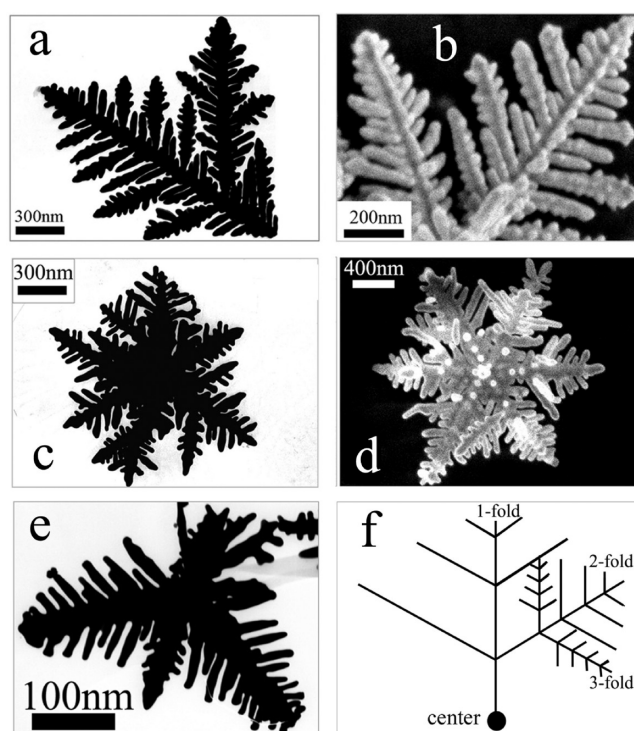 a
300nm
b
200nm
300nm
c
400nm
d
e
100nm
f
1-fold
2-fold
3-fold
center